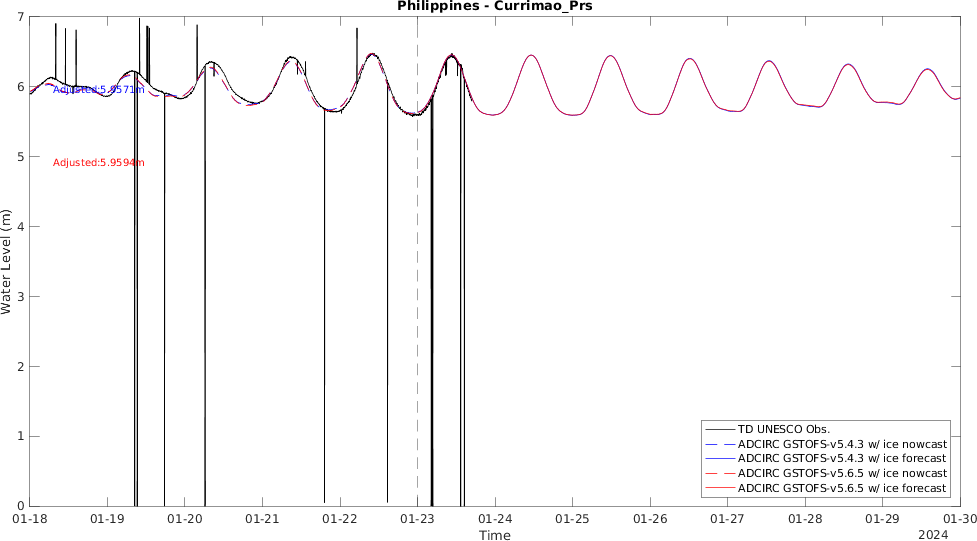 Philippines - Currimao_Prs
7
6
5
4
3
2
1
0
Water Level (m)
Adjusted:5.9571m
Adjusted:5.9594m
TD UNESCO Obs.
ADCIRC GSTOFS-v5.4.3 w/ ice nowcast
ADCIRC GSTOFS-v5.4.3 w/ ice forecast
ADCIRC GSTOFS-v5.6.5 w/ ice nowcast
ADCIRC GSTOFS-v5.6.5 w/ ice forecast
01-18 01-19 01-20 01-21 01-22 01-23 01-24 01-25 01-26 01-27 01-28 01-29 01-30
Time
2024